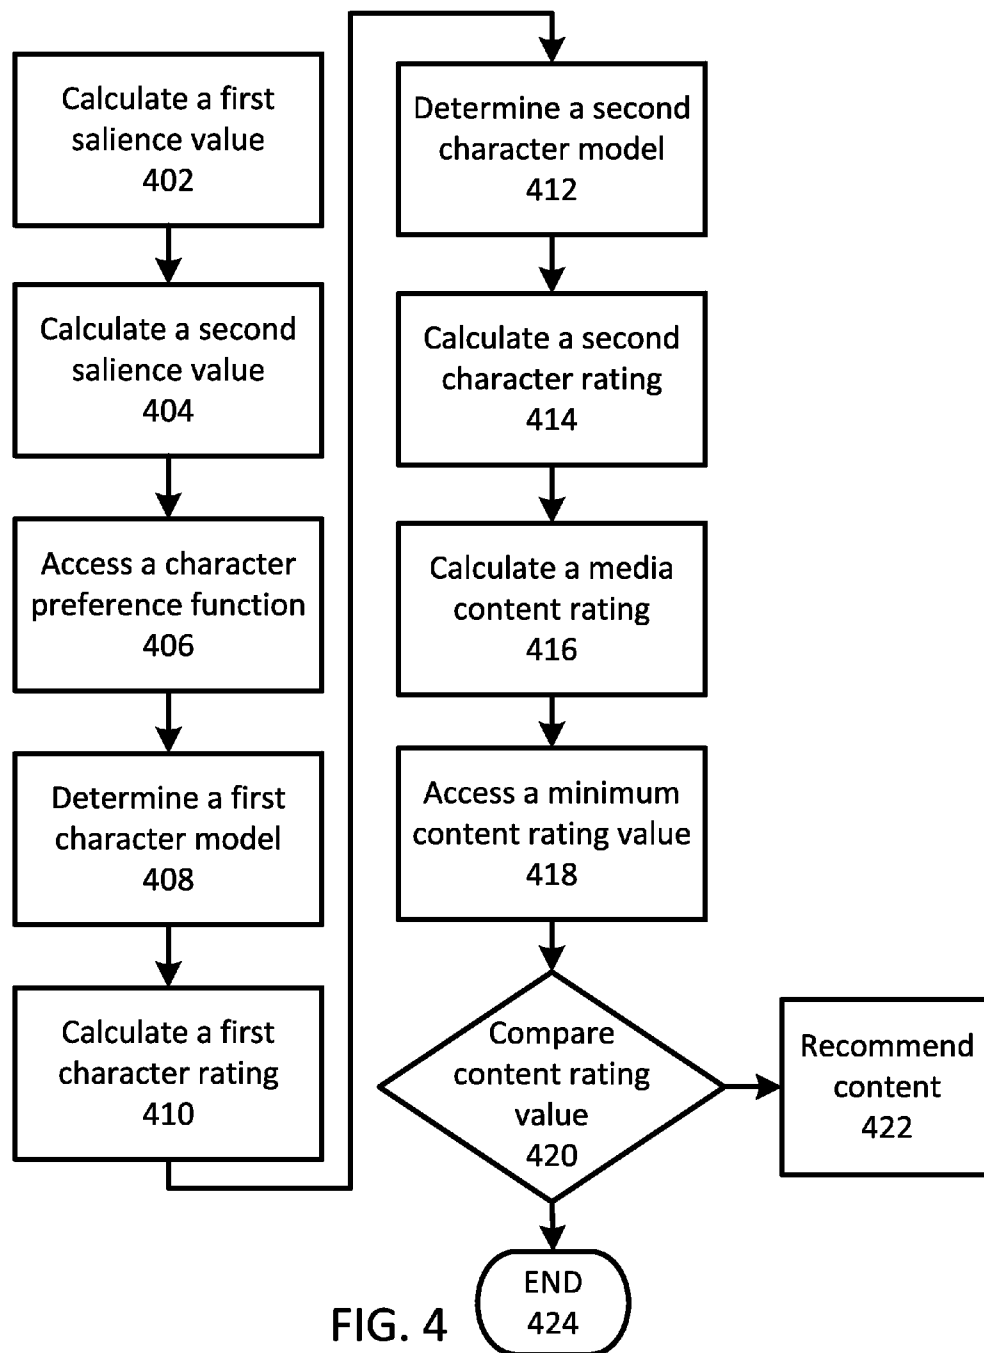 Calculate a first
salience value
402
Calculate a second
salience value
404
Access a character
preference function
406
Determine a first
character model
408
Calculate a first
character rating
410
Determine a second
character model
412
Calculate a second
character rating
414
Calculate a media
content rating
416
Access a minimum
content rating value
418
Compare
content rating
value
420
Recommend
content
422
END
424
FIG. 4